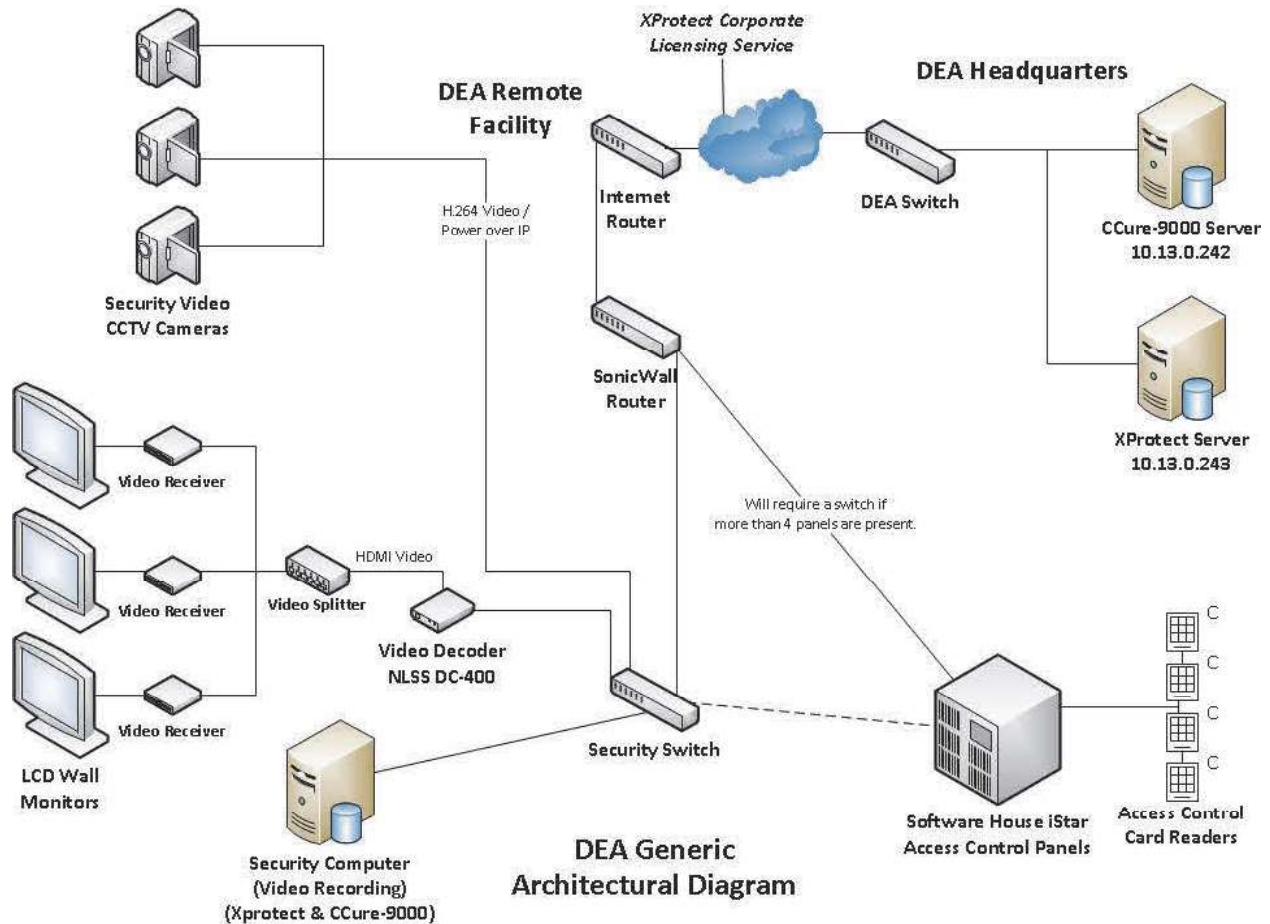 XProtect Corporate
Licensing Service
DEA Remote
Facility
DEA Headquarters
Internet
Router
DEA Switch
CCure-9000 Server
10.13.0.242
H.264 Video /
Power over IP
Security Video
CCTV Cameras
SonicWall
Router
XProtect Server
10.13.0.243
Video Receiver
Will require a switch if
more than 4 panels are present.
HDMI Video
Video Receiver
Video Splitter
Video Decoder
NLSS DC-400
C
C
C
C
Video Receiver
Security Switch
LCD Wall
Monitors
Software House iStar
Access Control Panels
Access Control
Card Readers
Security Computer
(Video Recording)
(Xprotect & CCure-9000)
DEA Generic
Architectural Diagram